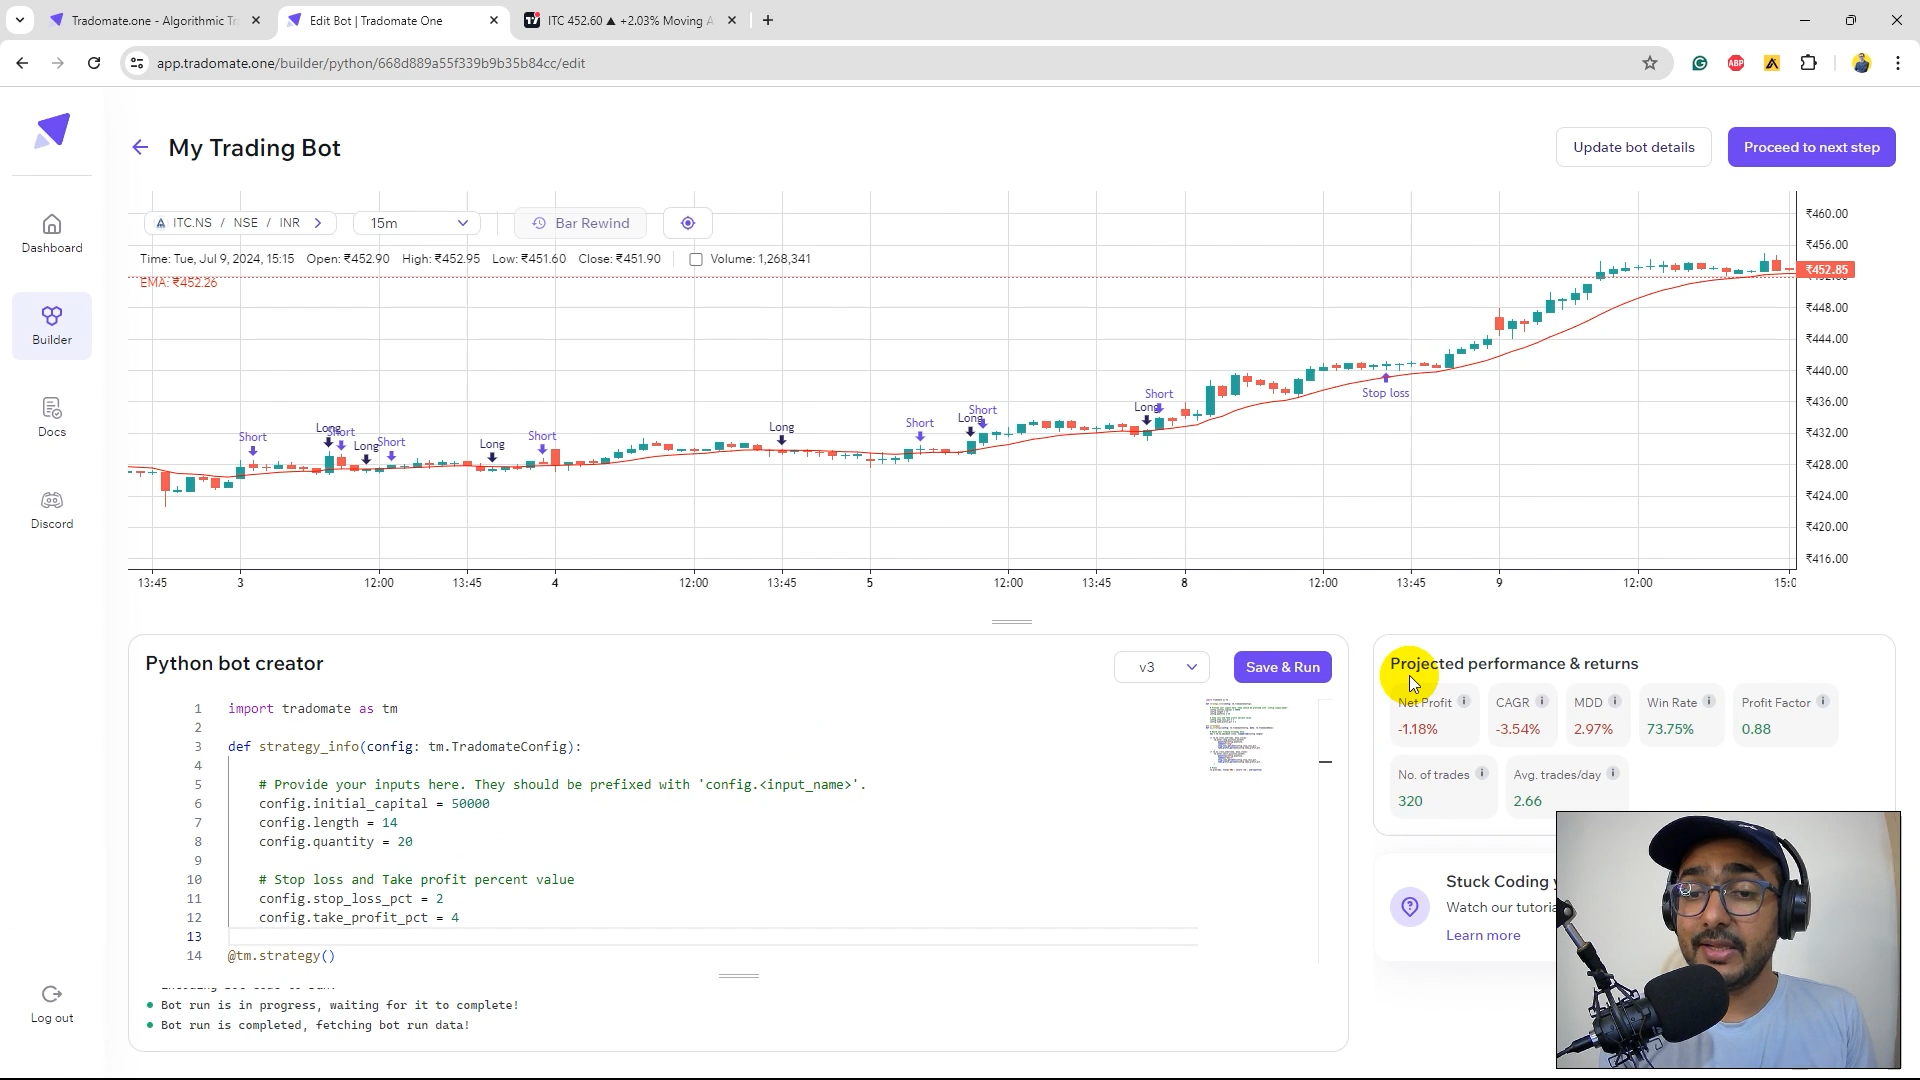 Tradomate.one - Algorithmic Tr
Edit Bot | Tradomate One
ITC 452.60 ▲ +2.03% Moving A
app.tradomate.one/builder/python/668d889a55f339b9b35b84cc/edit
ABP
My Trading Bot
Update bot details
Proceed to next step
Dashboard
Builder
Docs
Discord
Log out
ITC.NS / NSE / INR
15m
Bar Rewind
Time: Tue, Jul 9, 2024, 15:15 Open: ₹452.90 High: ₹452.95 Low: ₹451.60 Close: ₹451.90 Volume: 1,268,341
EMA: ₹452.26
₹460.00
₹456.00
₹452.85
₹448.00
₹444.00
₹440.00
₹436.00
₹432.00
₹428.00
₹424.00
₹420.00
₹416.00
Short
Long
Short
Long
Short
Long
Short
Long
Short
Long
Short
Long
Short
Stop loss
13:45 3 12:00 13:45 4 12:00 13:45 5 12:00 13:45 8 12:00 13:45 9 12:00 15:0
Python bot creator
v3
Save & Run
1 import tradomate as tm
2
3 def strategy_info(config: tm.TradomateConfig):
4
5 # Provide your inputs here. They should be prefixed with 'config.<input_name>'.
6 config.initial_capital = 50000
7 config.length = 14
8 config.quantity = 20
9
10 # Stop loss and Take profit percent value
11 config.stop_loss_pct = 2
12 config.take_profit_pct = 4
13
14 @tm.strategy()
Bot run is in progress, waiting for it to complete!
Bot run is completed, fetching bot run data!
Projected performance & returns
Net Profit
-1.18%
CAGR
-3.54%
MDD
2.97%
Win Rate
73.75%
Profit Factor
0.88
No. of trades
320
Avg. trades/day
2.66
Stuck Coding y
Watch our tutoria
Learn more